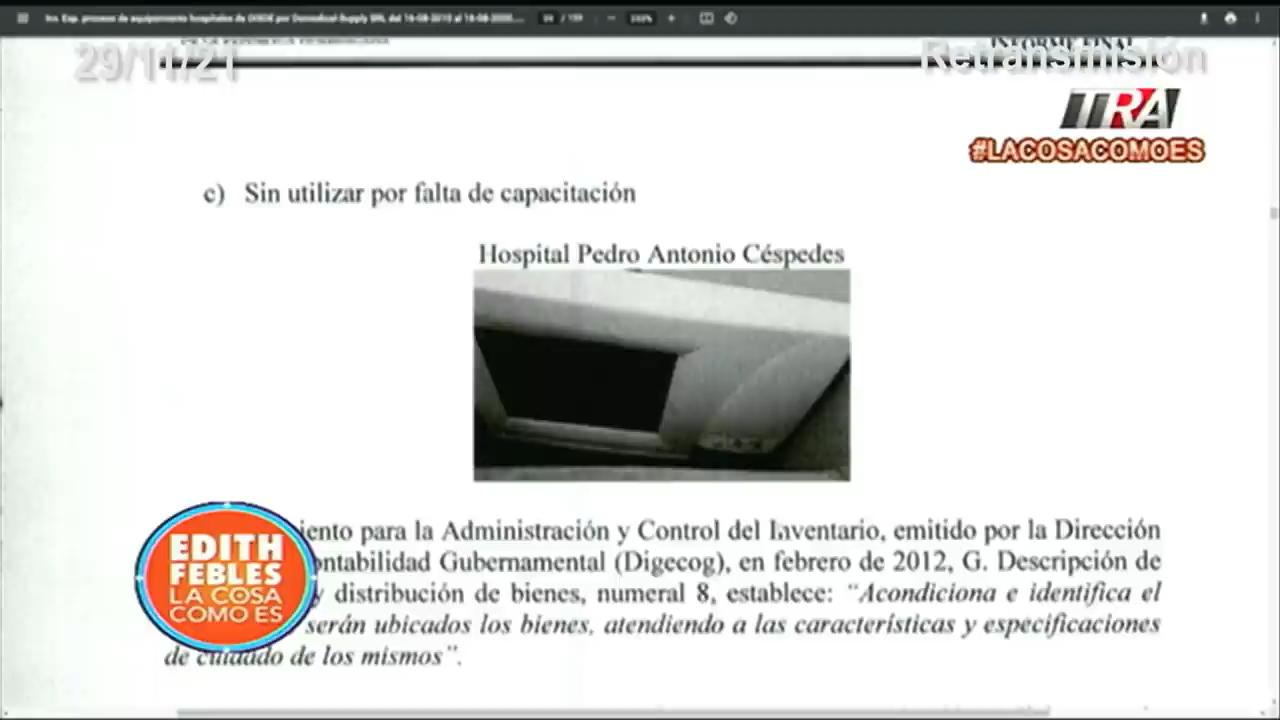 29/11/21
Retransmisión
INFORME FINAL
TRA
#LACOSACOMOES
c) Sin utilizar por falta de capacitación
Hospital Pedro Antonio Céspedes
iento para la Administración y Control del Inventario, emitido por la Dirección
ontabilidad Gubernamental (Digecog), en febrero de 2012, G. Descripción de
y distribución de bienes, numeral 8, establece: “Acondiciona e identifica el
serán ubicados los bienes, atendiendo a las características y especificaciones
de cuidado de los mismos”.
EDITH
FEBLES
LA COSA
COMO ES